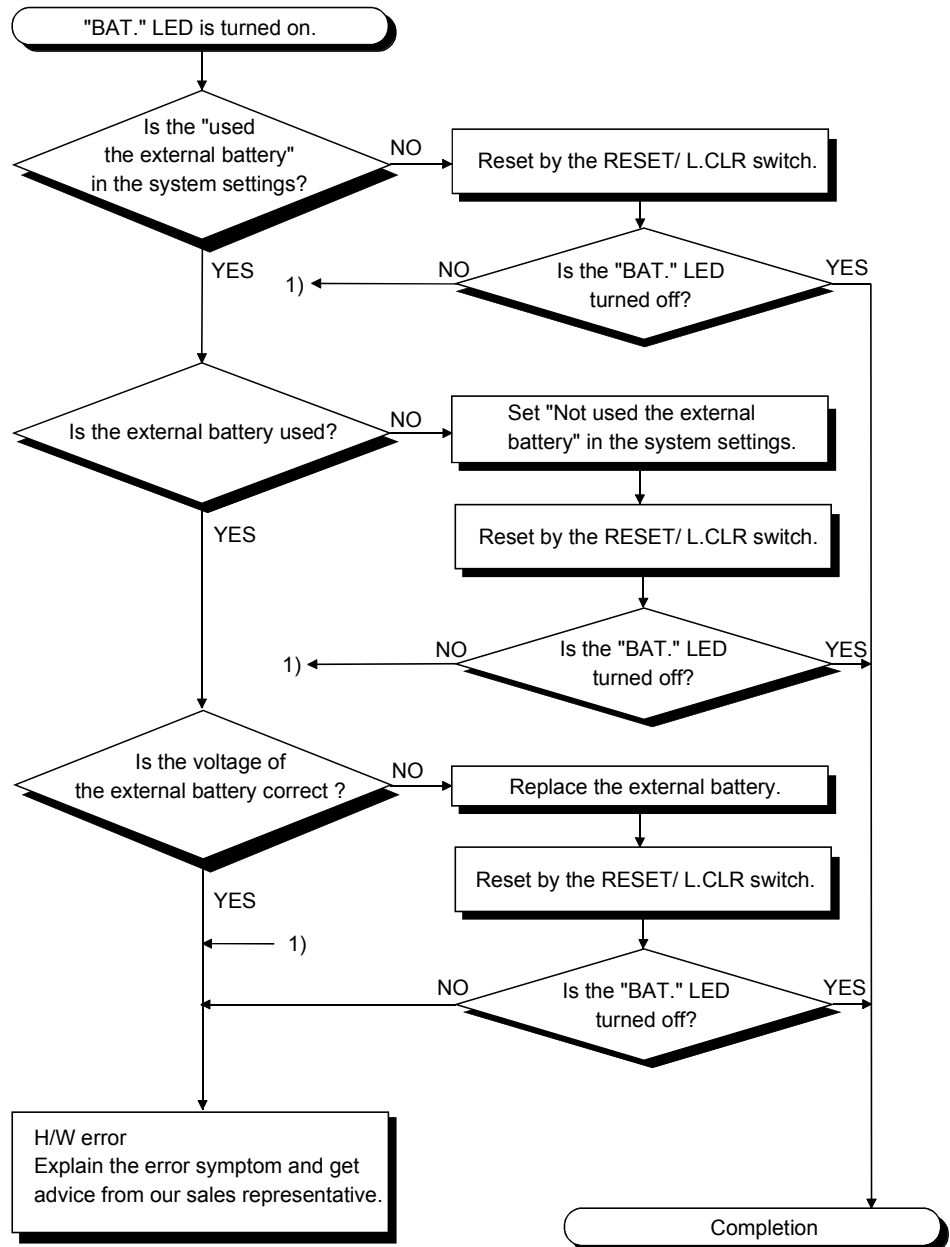 "BAT." LED is turned on.
Is the "used
the external battery"
in the system settings?
NO
Reset by the RESET/ L.CLR switch.
YES
1)
NO
Is the "BAT." LED
turned off?
YES
Is the external battery used?
NO
Set "Not used the external
battery" in the system settings.
YES
Reset by the RESET/ L.CLR switch.
1)
NO
Is the "BAT." LED
turned off?
YES
Is the voltage of
the external battery correct ?
NO
Replace the external battery.
Reset by the RESET/ L.CLR switch.
YES
1)
NO
Is the "BAT." LED
turned off?
YES
H/W error
Explain the error symptom and get
advice from our sales representative.
Completion